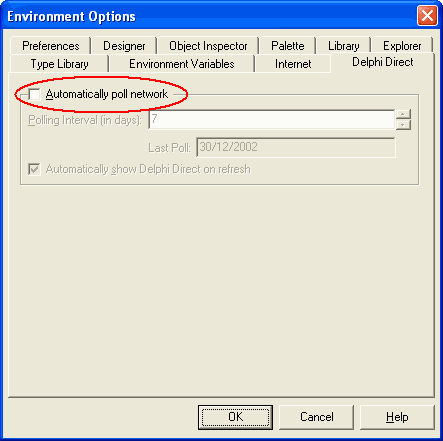 Environment Options
Preferences Designer Object Inspector Palette Library Explorer
Type Library Environment Variables Internet Delphi Direct
Automatically poll network
Polling Interval (in days): 7
Last Poll: 30/12/2002
Automatically show Delphi Direct on refresh
OK Cancel Help